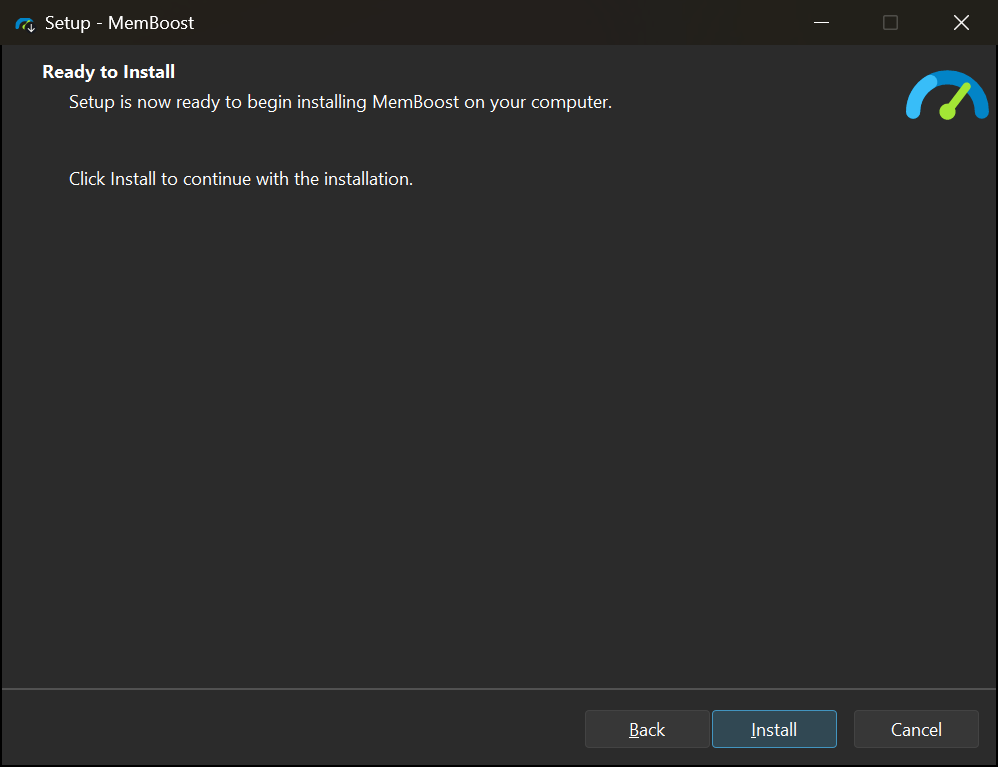 Setup - MemBoost
Ready to Install
Setup is now ready to begin installing MemBoost on your computer.
Click Install to continue with the installation.
Back
Install
Cancel